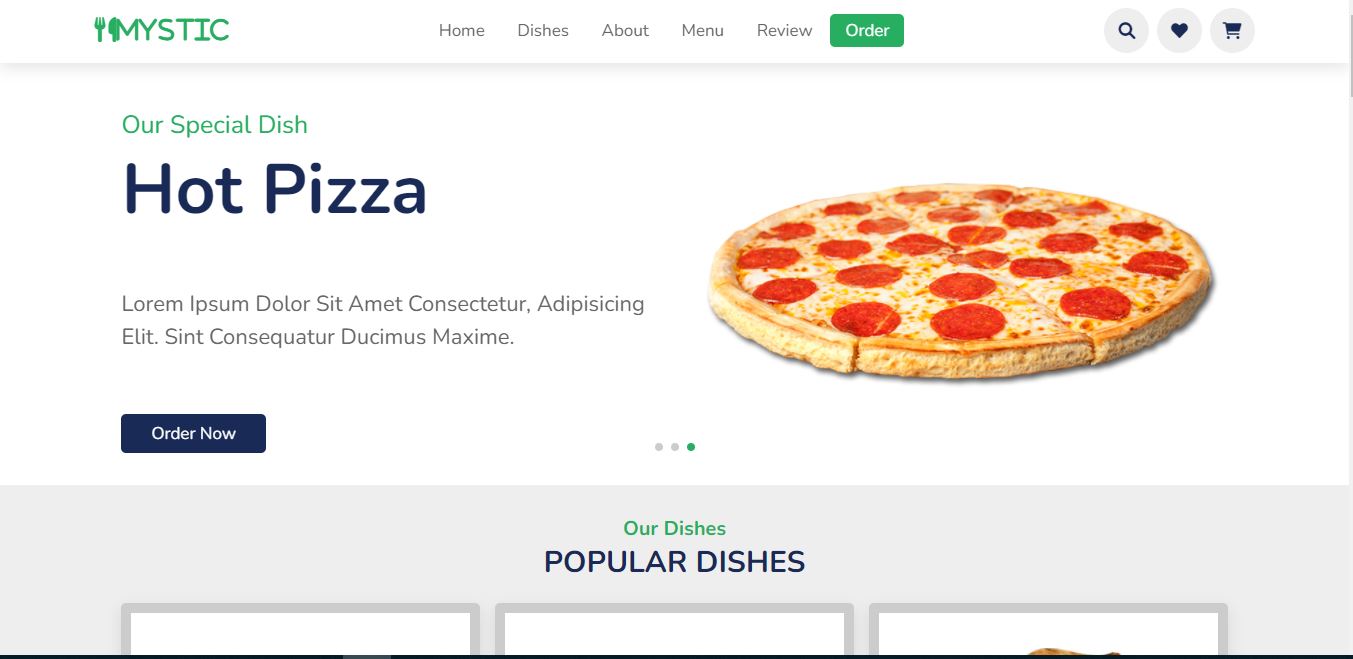 MYSTIC
Home Dishes About Menu Review Order
Our Special Dish
Hot Pizza
Lorem Ipsum Dolor Sit Amet Consectetur, Adipisicing
Elit. Sint Consequatur Ducimus Maxime.
Order Now
Our Dishes
POPULAR DISHES